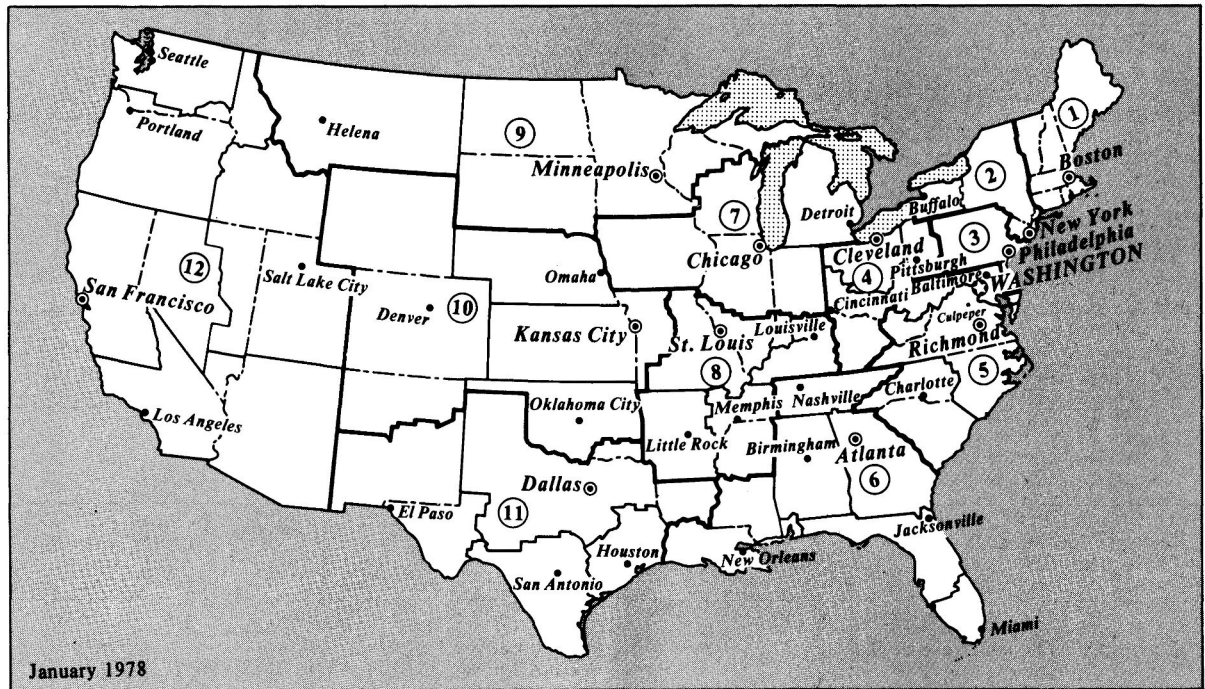 Seattle
Portland
Helena
9
Minneapolis
1
Boston
2
Buffalo
New York
3
Philadelphia
WASHINGTON
7
Detroit
Chicago
Cleveland
4
Pittsburgh
Baltimore
Cincinnati
12
San Francisco
Salt Lake City
Omaha
Denver
10
Kansas City
St. Louis
Louisville
8
Culpeper
Richmond
5
Charlotte
Los Angeles
Oklahoma City
Memphis
Nashville
Little Rock
Birmingham
Atlanta
6
Dallas
11
El Paso
Houston
San Antonio
New Orleans
Jacksonville
Miami
January 1978